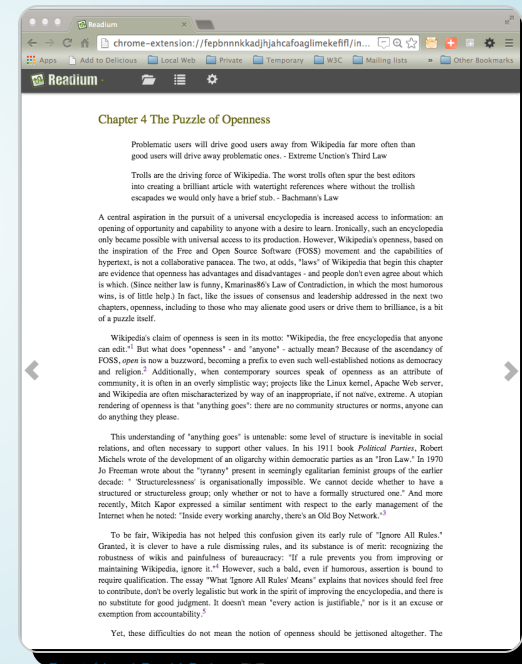 Readium
chrome-extension://fepbnnnkkadjhjahcafoaglimekefifl/in...
Apps Add to Delicious Local Web Private Temporary W3C Mailing lists » Other Bookmarks
Readium
Chapter 4 The Puzzle of Openness
Problematic users will drive good users away from Wikipedia far more often than
good users will drive away problematic ones. - Extreme Unction's Third Law
Trolls are the driving force of Wikipedia. The worst trolls often spur the best editors
into creating a brilliant article with watertight references where without the trollish
escapades we would only have a brief stub. - Bachmann's Law
A central aspiration in the pursuit of a universal encyclopedia is increased access to information: an
opening of opportunity and capability to anyone with a desire to learn. Ironically, such an encyclopedia
only became possible with universal access to its production. However, Wikipedia's openness, based on
the inspiration of the Free and Open Source Software (FOSS) movement and the capabilities of
hypertext, is not a collaborative panacea. The two, at odds, "laws" of Wikipedia that begin this chapter
are evidence that openness has advantages and disadvantages - and people don't even agree about which
is which. (Since neither law is funny, Kmarinas86's Law of Contradiction, in which the most humorous
wins, is of little help.) In fact, like the issues of consensus and leadership addressed in the next two
chapters, openness, including to those who may alienate good users or drive them to brilliance, is a bit
of a puzzle itself.
Wikipedia's claim of openness is seen in its motto: "Wikipedia, the free encyclopedia that anyone
can edit."1 But what does "openness" - and "anyone" - actually mean? Because of the ascendancy of
FOSS, open is now a buzzword, becoming a prefix to even such well-established notions as democracy
and religion.2 Additionally, when contemporary sources speak of openness as an attribute of
community, it is often in an overly simplistic way; projects like the Linux kernel, Apache Web server,
and Wikipedia are often mischaracterized by way of an inappropriate, if not naïve, extreme. A utopian
rendering of openness is that "anything goes": there are no community structures or norms, anyone can
do anything they please.
This understanding of "anything goes" is untenable: some level of structure is inevitable in social
relations, and often necessary to support other values. In his 1911 book Political Parties, Robert
Michels wrote of the development of an oligarchy within democratic parties as an "Iron Law." In 1970
Jo Freeman wrote about the "tyranny" present in seemingly egalitarian feminist groups of the earlier
decade: " 'Structurelessness' is organisationally impossible. We cannot decide whether to have a
structured or structureless group; only whether or not to have a formally structured one." And more
recently, Mitch Kapor expressed a similar sentiment with respect to the early management of the
Internet when he noted: "Inside every working anarchy, there's an Old Boy Network."3
To be fair, Wikipedia has not helped this confusion given its early rule of "Ignore All Rules."
Granted, it is clever to have a rule dismissing rules, and its substance is of merit: recognizing the
robustness of wikis and painfulness of bureaucracy: "If a rule prevents you from improving or
maintaining Wikipedia, ignore it."4 However, such a bald, even if humorous, assertion is bound to
require qualification. The essay "What 'Ignore All Rules' Means" explains that novices should feel free
to contribute, don't be overly legalistic but work in the spirit of improving the encyclopedia, and there is
no substitute for good judgment. It doesn't mean "every action is justifiable," nor is it an excuse or
exemption from accountability.5
Yet, these difficulties do not mean the notion of openness should be jettisoned altogether. The